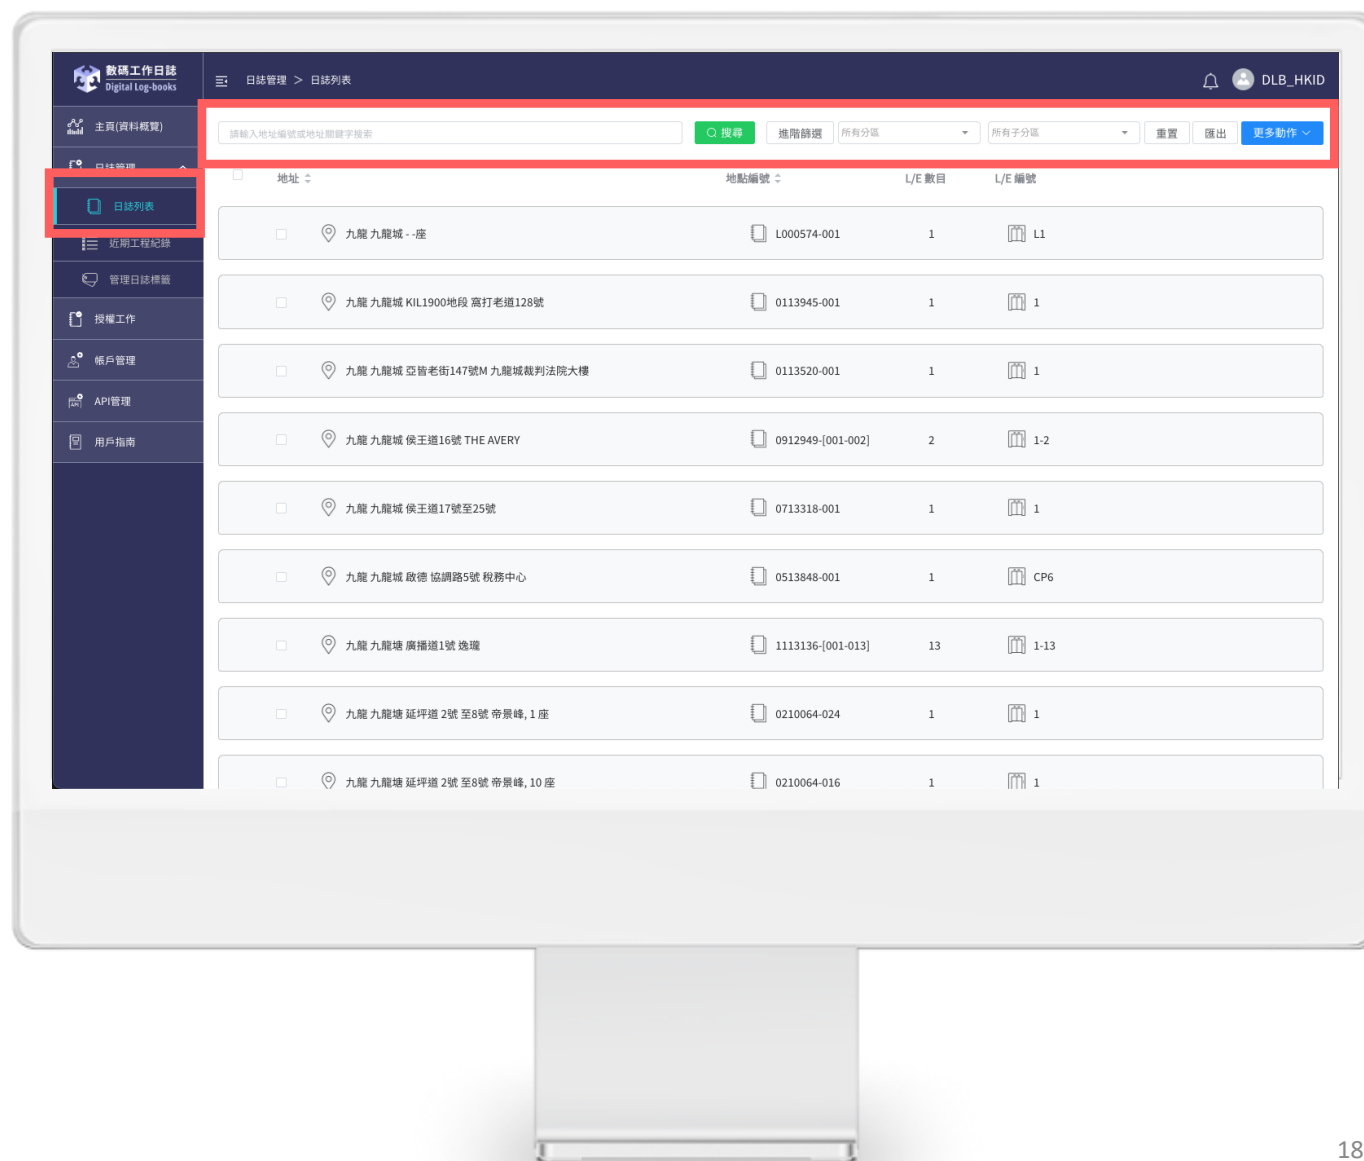 數碼工作日誌
Digital Log-books
日誌管理 > 日誌列表
DLB_HKID
主頁(資料概覽)
日誌管理
日誌列表
近期工程紀錄
管理日誌標籤
授權工作
帳戶管理
API管理
用戶指南
請輸入地址編號或地址關鍵字搜索 搜尋 進階篩選 所有分區 所有子分區 重置 匯出 更多動作
地址 地點編號 L/E 數目 L/E 編號
九龍 九龍城 - -座 L000574-001 1 L1
九龍 九龍城 KIL1900地段 窩打老道128號 0113945-001 1 1
九龍 九龍城 亞皆老街147號M 九龍城裁判法院大樓 0113520-001 1 1
九龍 九龍城 侯王道16號 THE AVERY 0912949-[001-002] 2 1-2
九龍 九龍城 侯王道17號至25號 0713318-001 1 1
九龍 九龍城 啟德 協調路5號 稅務中心 0513848-001 1 CP6
九龍 九龍塘 廣播道1號 逸瓏 1113136-[001-013] 13 1-13
九龍 九龍塘 延坪道 2號 至8號 帝景峰, 1 座 0210064-024 1 1
九龍 九龍塘 延坪道 2號 至8號 帝景峰, 10 座 0210064-016 1 1
18